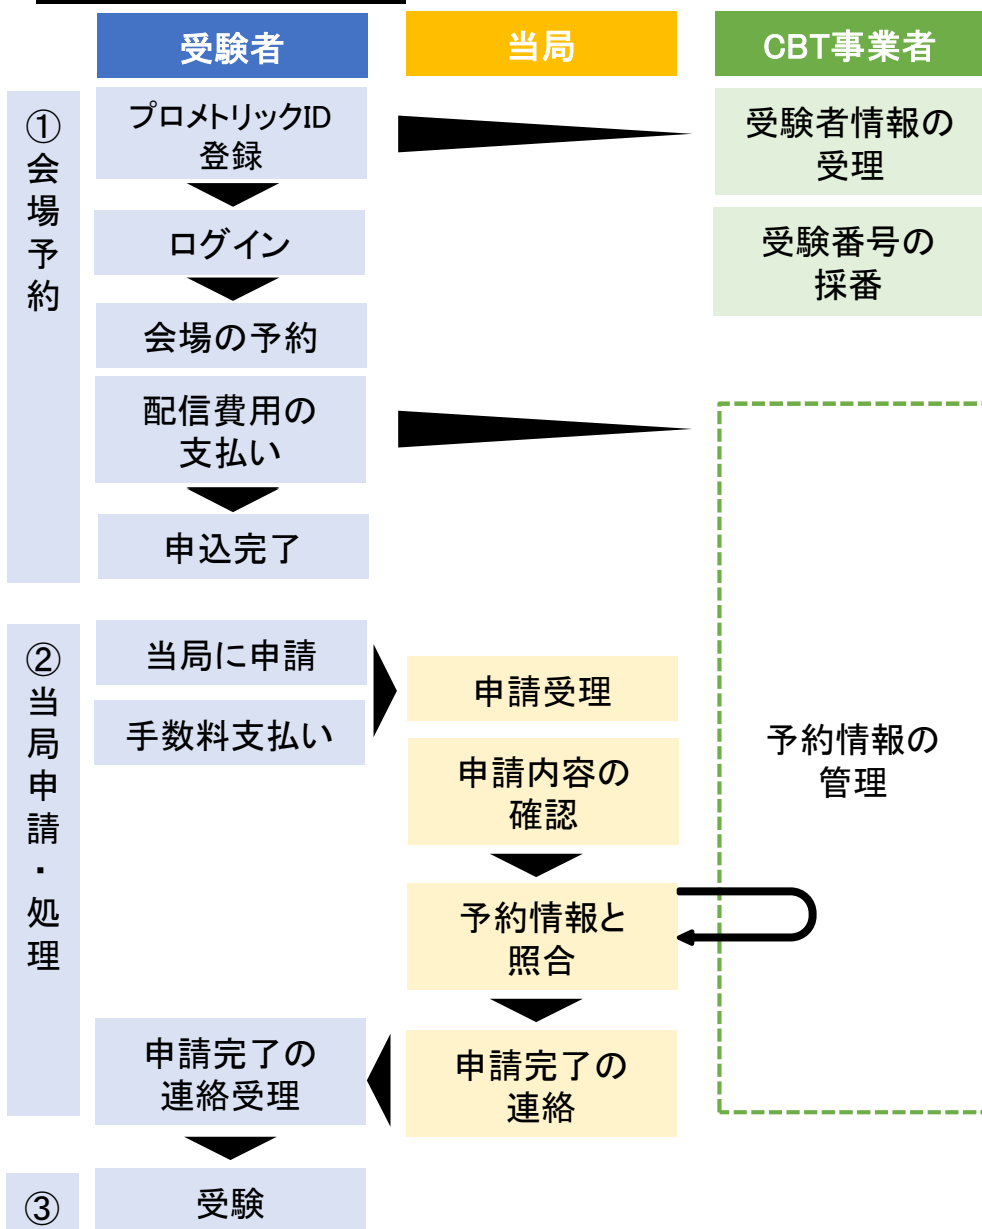 受験者
当局
CBT事業者
①
会
場
予
約
プロメトリックID
登録
ログイン
会場の予約
配信費用の
支払い
申込完了
受験者情報の
受理
受験番号の
採番
②
当
局
申
請
・
処
理
当局に申請
手数料支払い
申請受理
申請内容の
確認
予約情報と
照合
申請完了の
連絡
予約情報の
管理
申請完了の
連絡受理
③
受験